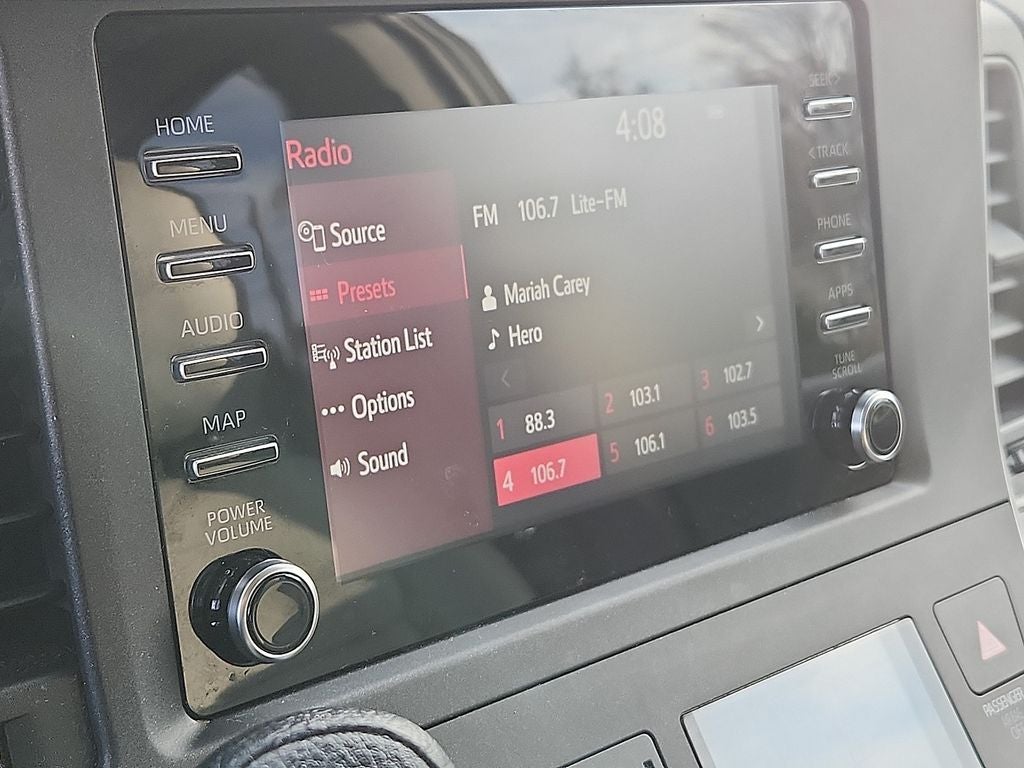 HOME
MENU
AUDIO
MAP
POWER
VOLUME
Radio
4:08
Source
Presets
Station List
Options
Sound
FM 106.7 Lite-FM
Mariah Carey
Hero
1 88.3
2 103.1
3 102.7
4 106.7
5 106.1
6 103.5
SEEK>
<TRACK
PHONE
APPS
TUNE
SCROLL
PASSENGER